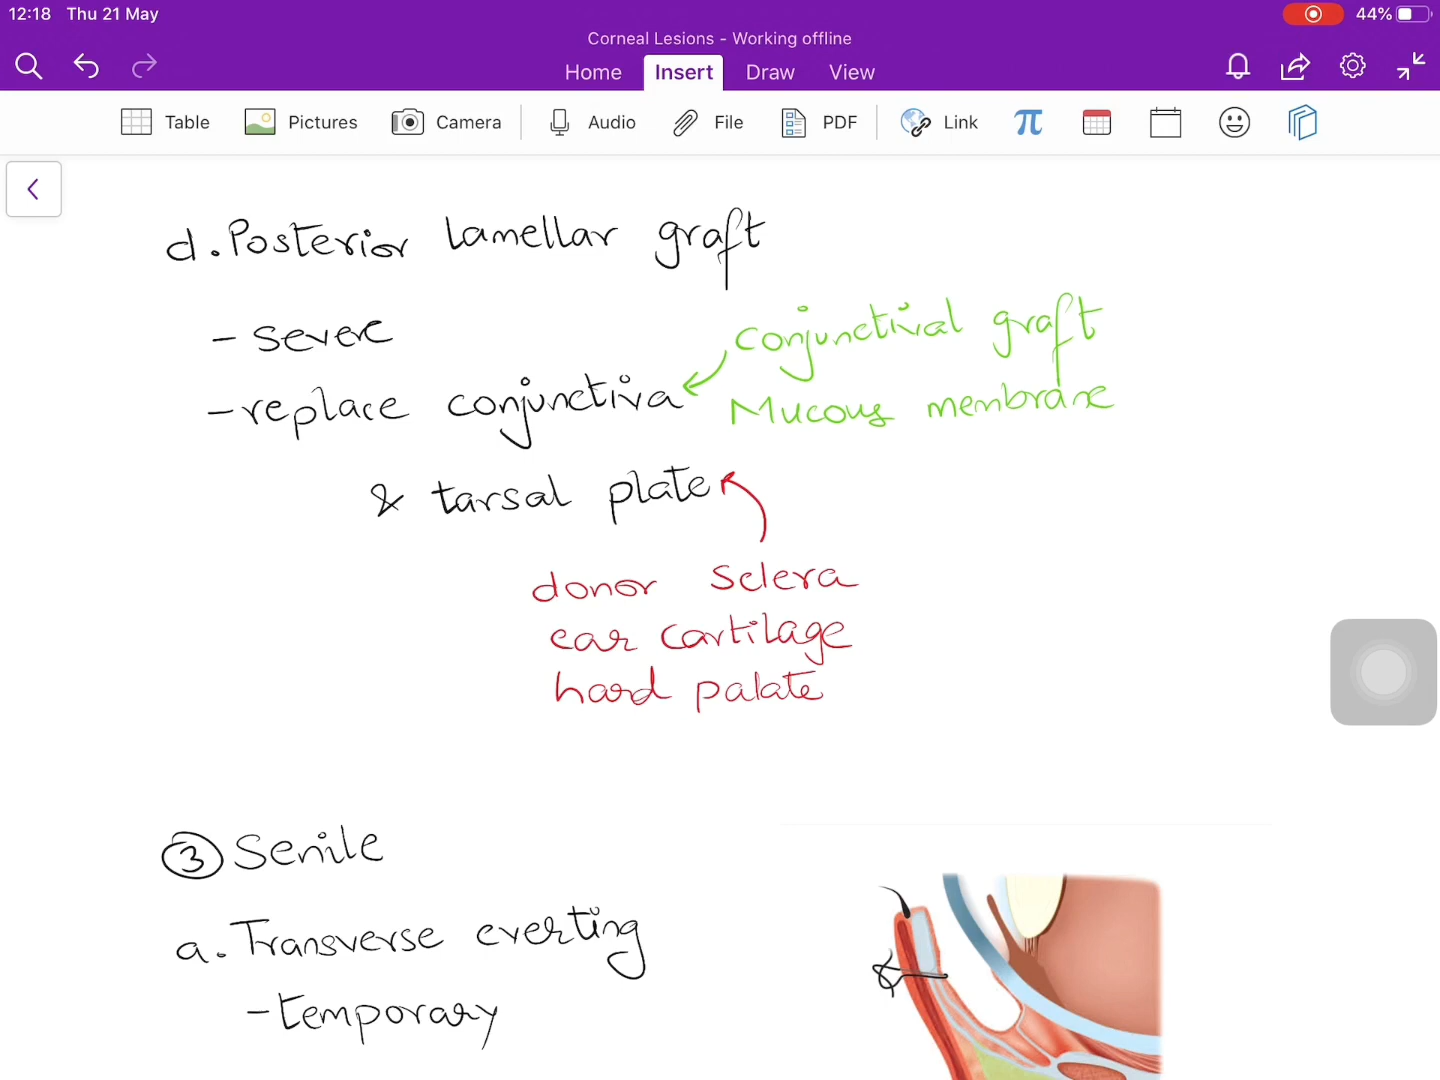 12:18 Thu 21 May
44%
Corneal Lesions - Working offline
Home Insert Draw View
Table Pictures Camera Audio File PDF Link
d. Posterior lamellar graft
- severe
- replace conjunctiva
conjunctival graft
Mucous membrane
& tarsal plate
donor sclera
ear cartilage
hard palate
3 Senile
a. Transverse everting
- temporary